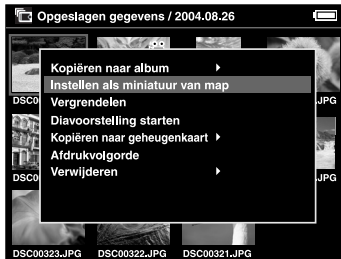 Opgeslagen gegevens / 2004.08.26
Kopiëren naar album
Instellen als miniatuur van map
Vergrendelen
Diavoorstelling starten
Kopiëren naar geheugenkaart
Afdrukvolgorde
Verwijderen
DSC00
.JPG
DSC0
.JPG
DSC00323.JPG DSC00322.JPG DSC00321.JPG